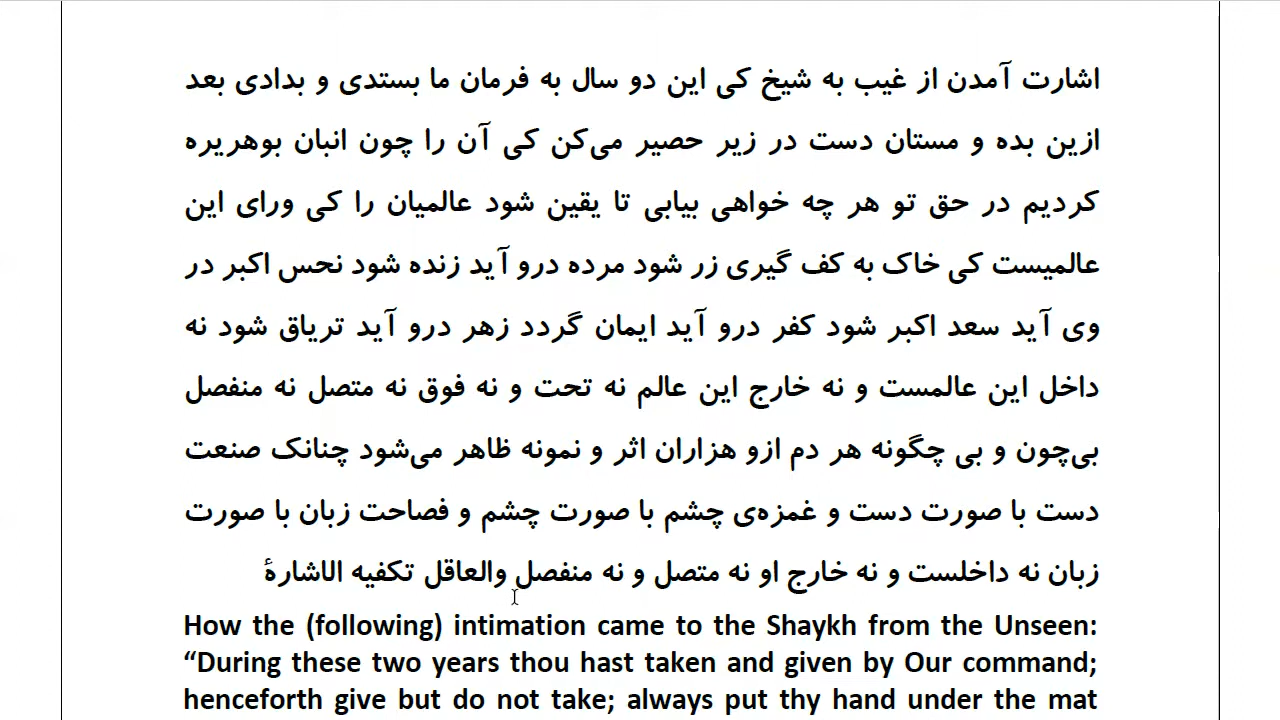 اشارت آمدن از غیب به شیخ کی این دو سال به فرمان ما بستدی و بدادی بعد
ازین بده و مستان دست در زیر حصیر می‌کن کی آن را چون انبان بوهریره
کردیم در حق تو هر چه خواهی بیابی تا یقین شود عالمیان را کی ورای این
عالمیست کی خاک به کف گیری زر شود مرده درو آید زنده شود نحس اکبر در
وی آید سعد اکبر شود کفر درو آید ایمان گردد زهر درو آید تریاق شود نه
داخل این عالمست و نه خارج این عالم نه تحت و نه فوق نه متصل نه منفصل
بی‌چون و بی چگونه هر دم ازو هزاران اثر و نمونه ظاهر می‌شود چنانک صنعت
دست با صورت دست و غمزه‌ی چشم با صورت چشم و فصاحت زبان با صورت
زبان نه داخلست و نه خارج او نه متصل و نه منفصل والعاقل تکفیه الاشارهٔ
How the (following) intimation came to the Shaykh from the Unseen:
“During these two years thou hast taken and given by Our command;
henceforth give but do not take; always put thy hand under the mat